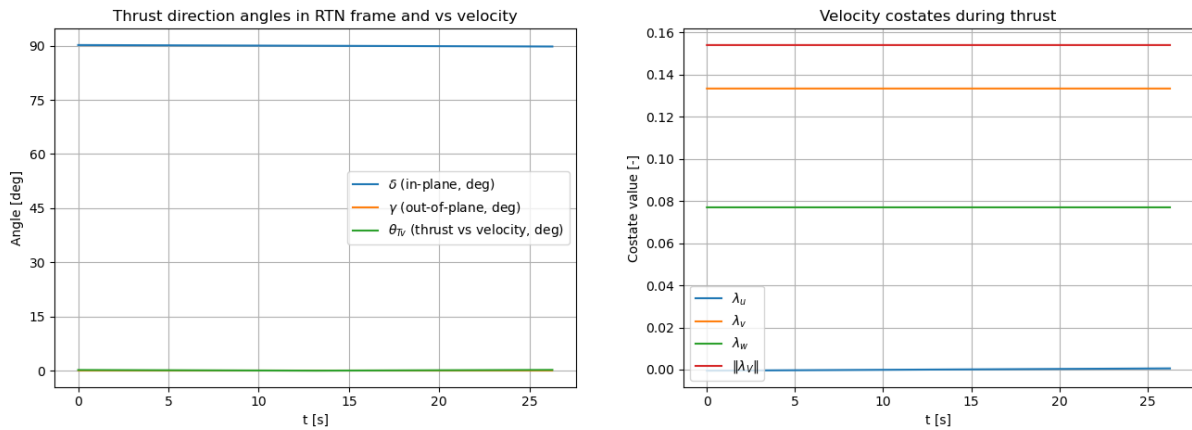 Thrust direction angles in RTN frame and vs velocity
90
75
60
45
30
15
0
Angle [deg]
δ (in-plane, deg)
γ (out-of-plane, deg)
θ_Tv (thrust vs velocity, deg)
0
5
10
15
20
25
t [s]
Velocity costates during thrust
0.16
0.14
0.12
0.10
0.08
0.06
0.04
0.02
0.00
Costate value [-]
λ_u
λ_v
λ_w
‖λ_V‖
0
5
10
15
20
25
t [s]